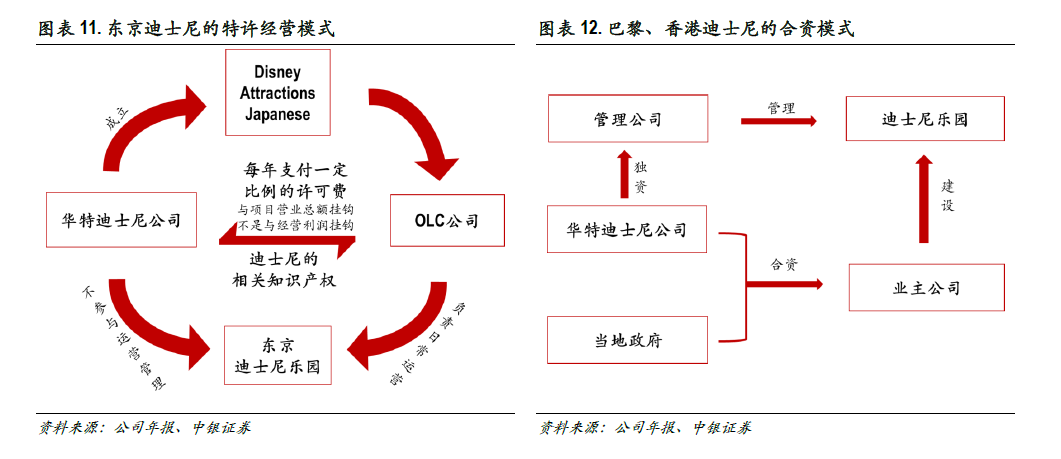 图表 11. 东京迪士尼的特许经营模式
Disney
Attractions
Japanese
成立
每年支付一定
比例的许可费
与项目营业总额挂钩
不是与经营利润挂钩
华特迪士尼公司
OLC公司
迪士尼的
相关知识产权
不参与运营管理
负责日常运营
东京
迪士尼乐园
资料来源：公司年报、中银证券
图表 12. 巴黎、香港迪士尼的合资模式
管理公司
管理
迪士尼乐园
独资
建设
华特迪士尼公司
合资
业主公司
当地政府
资料来源：公司年报、中银证券